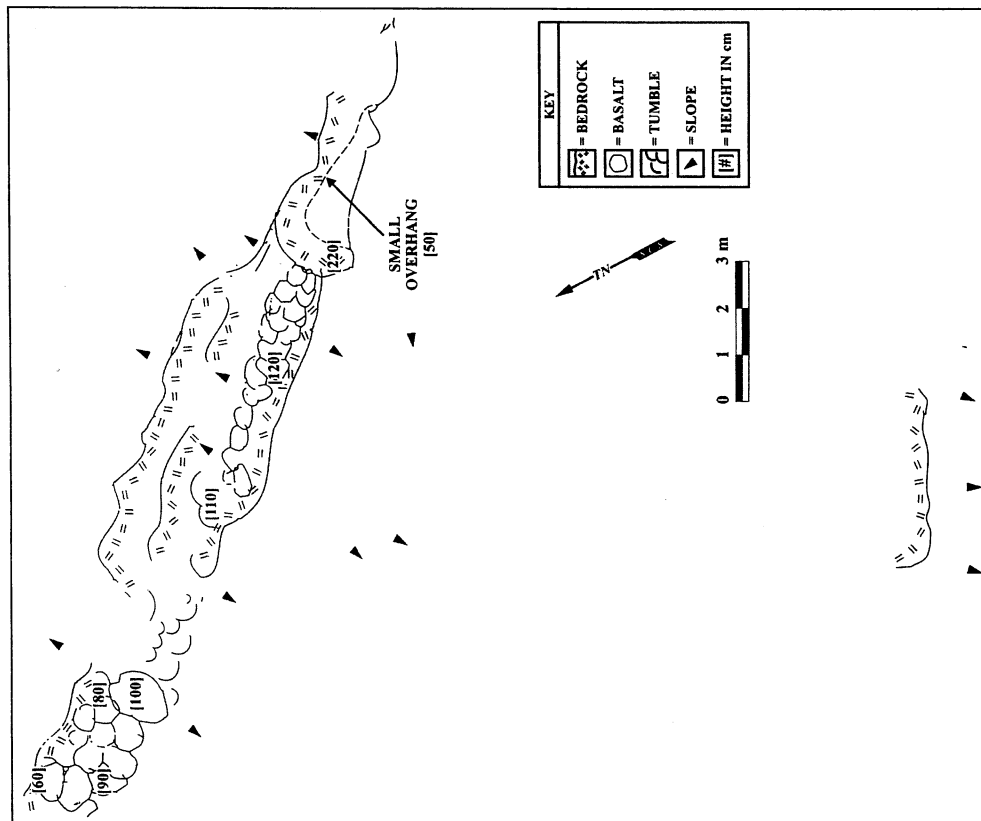 KEY
= BEDROCK
= BASALT
= TUMBLE
= SLOPE
[#] = HEIGHT IN cm
SMALL
OVERHANG
[50]
[220]
[120]
[110]
[100]
[80]
[90]
[60]
TN
0 1 2 3 m